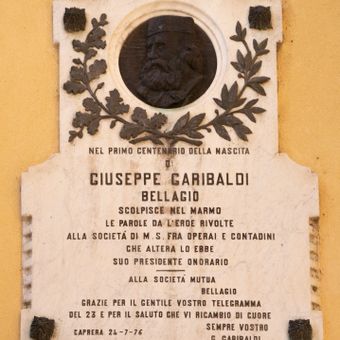 NEL PRIMO CENTENARIO DELLA NASCITA
DI
GIUSEPPE GARIBALDI
BELLAGIO
SCOLPISCE NEL MARMO
LE PAROLE DA L'EROE RIVOLTE
ALLA SOCIETÁ DI M. S. FRA OPERAI E CONTADINI
CHE ALTERA LO EBBE
SUO PRESIDENTE ONORARIO
ALLA SOCIETÁ MUTUA
BELLAGIO
GRAZIE PER IL GENTILE VOSTRO TELEGRAMMA
DEL 23 E PER IL SALUTO CHE VI RICAMBIO DI CUORE
SEMPRE VOSTRO
CAPRERA 24-7-76
G. GARIBALDI